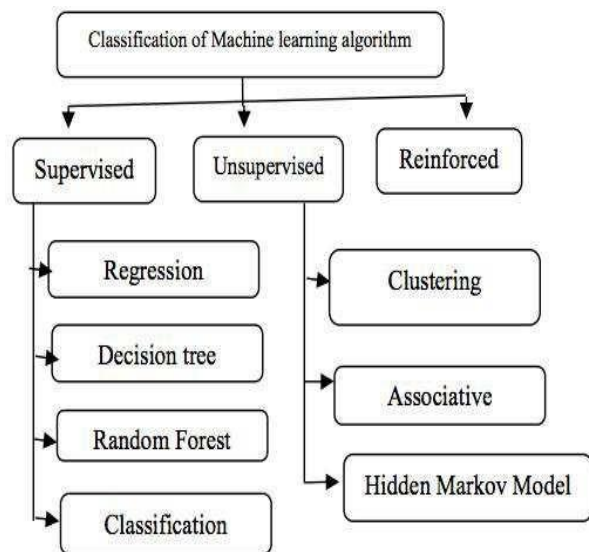 Classification of Machine learning algorithm
Supervised
Unsupervised
Reinforced
Regression
Decision tree
Random Forest
Classification
Clustering
Associative
Hidden Markov Model